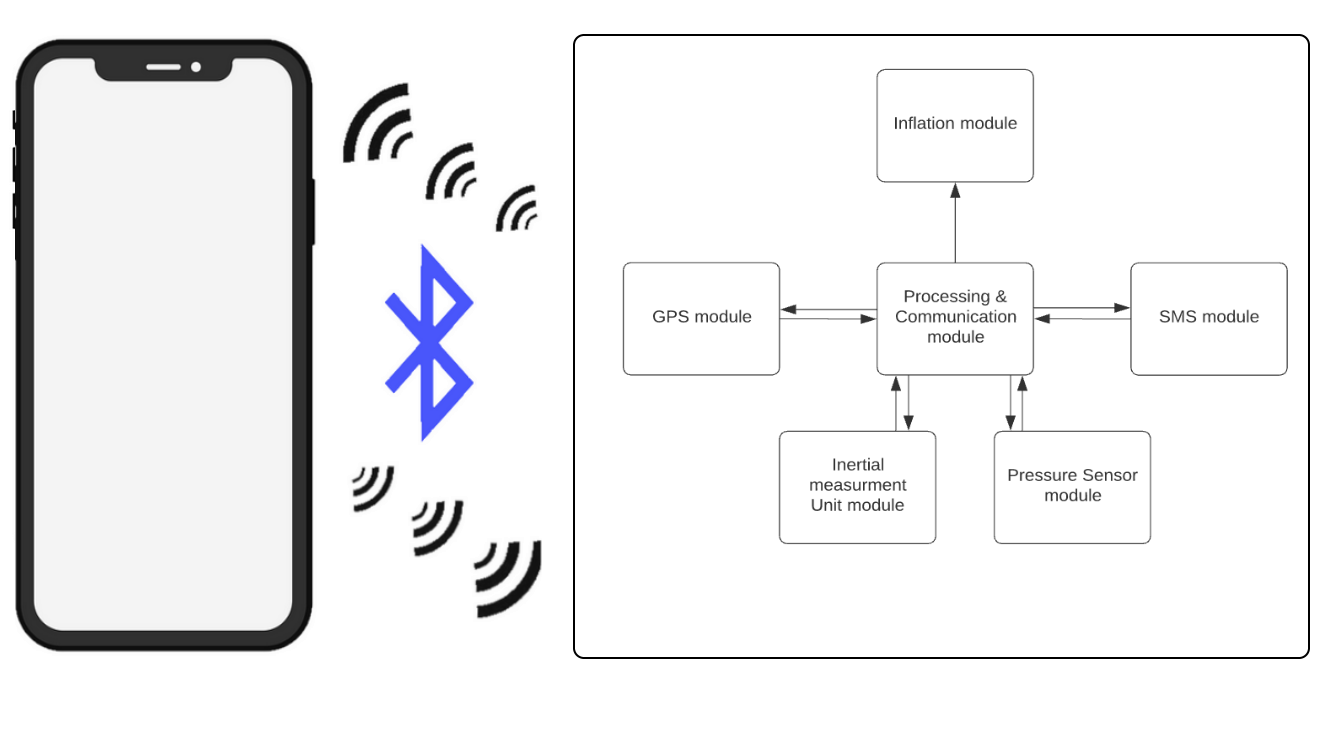 Inflation module
GPS module
Processing &
Communication
module
SMS module
Inertial
measurment
Unit module
Pressure Sensor
module